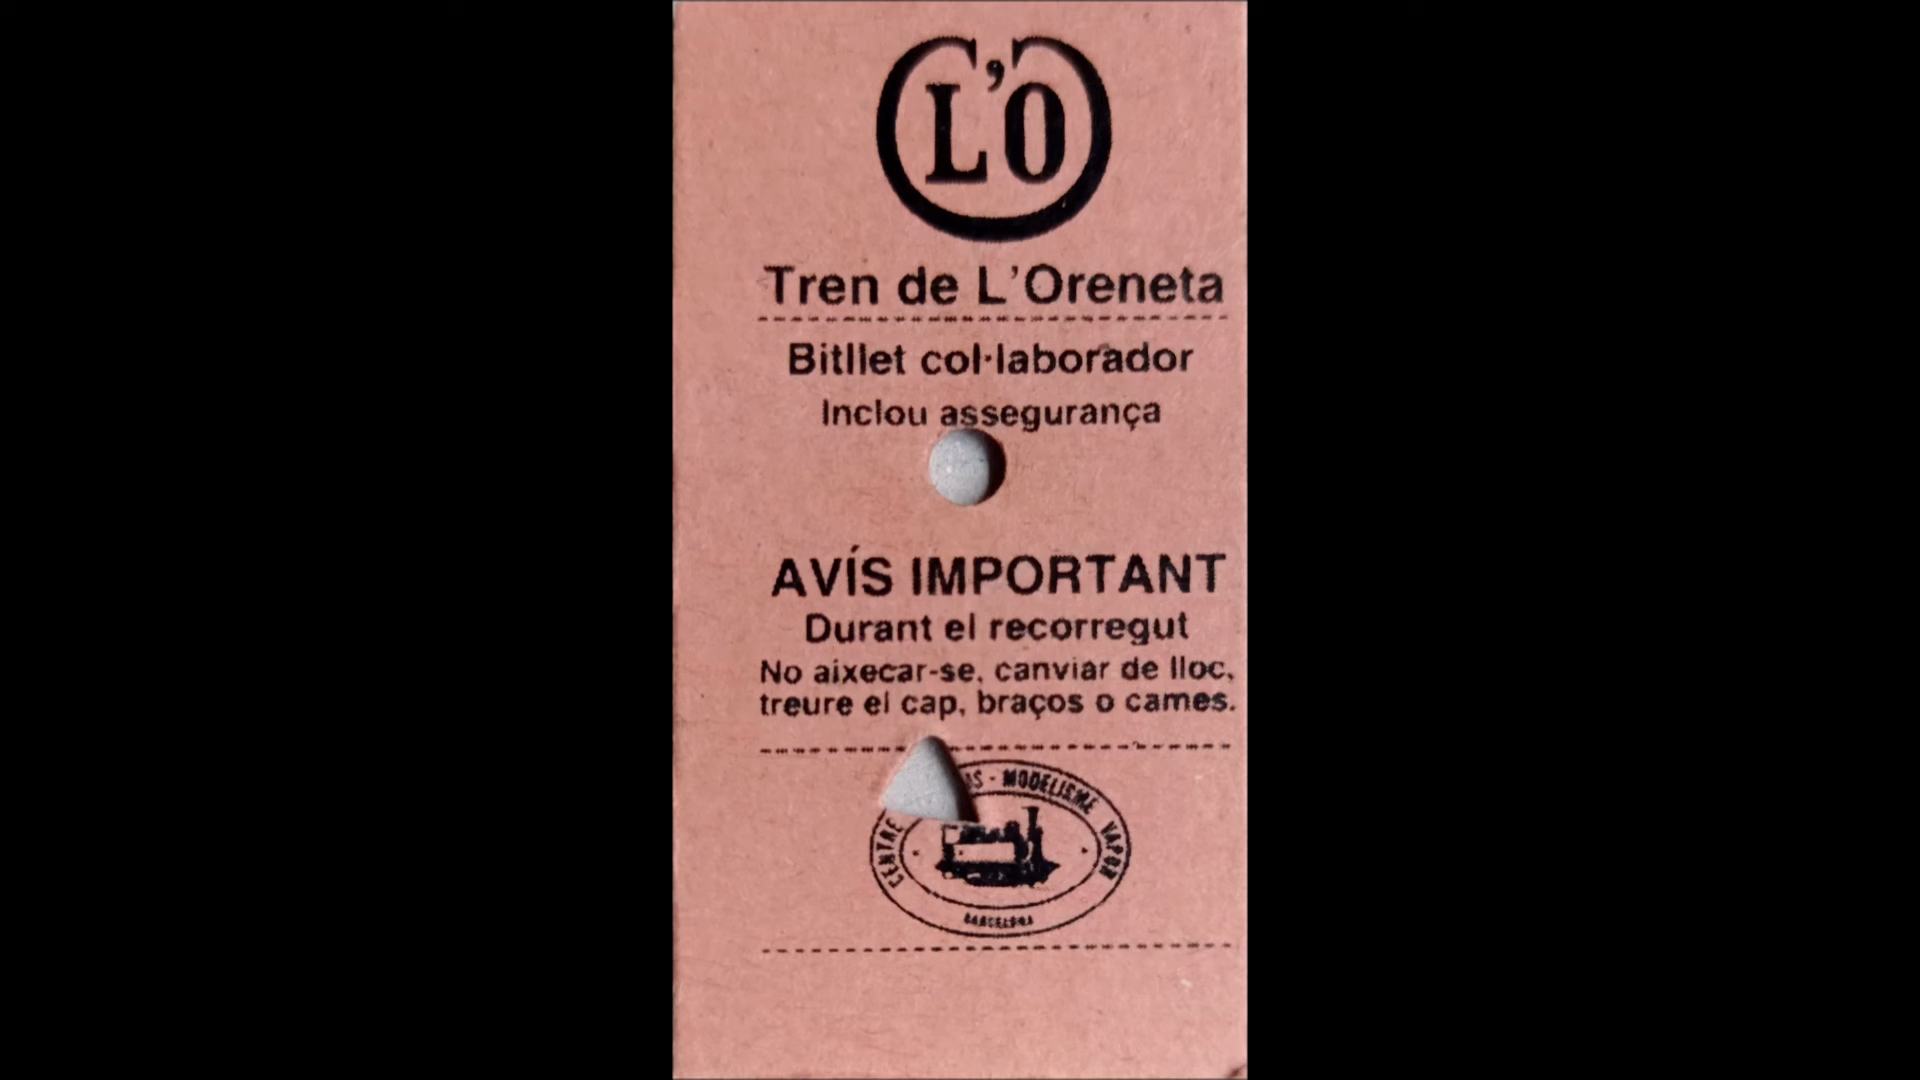 L'O
Tren de L'Oreneta
Bitllet col·laborador
Inclou assegurança
AVÍS IMPORTANT
Durant el recorregut
No aixecar-se, canviar de lloc,
treure el cap, braços o cames.
CENTRE - MODELISME VAPOR
BARCELONA